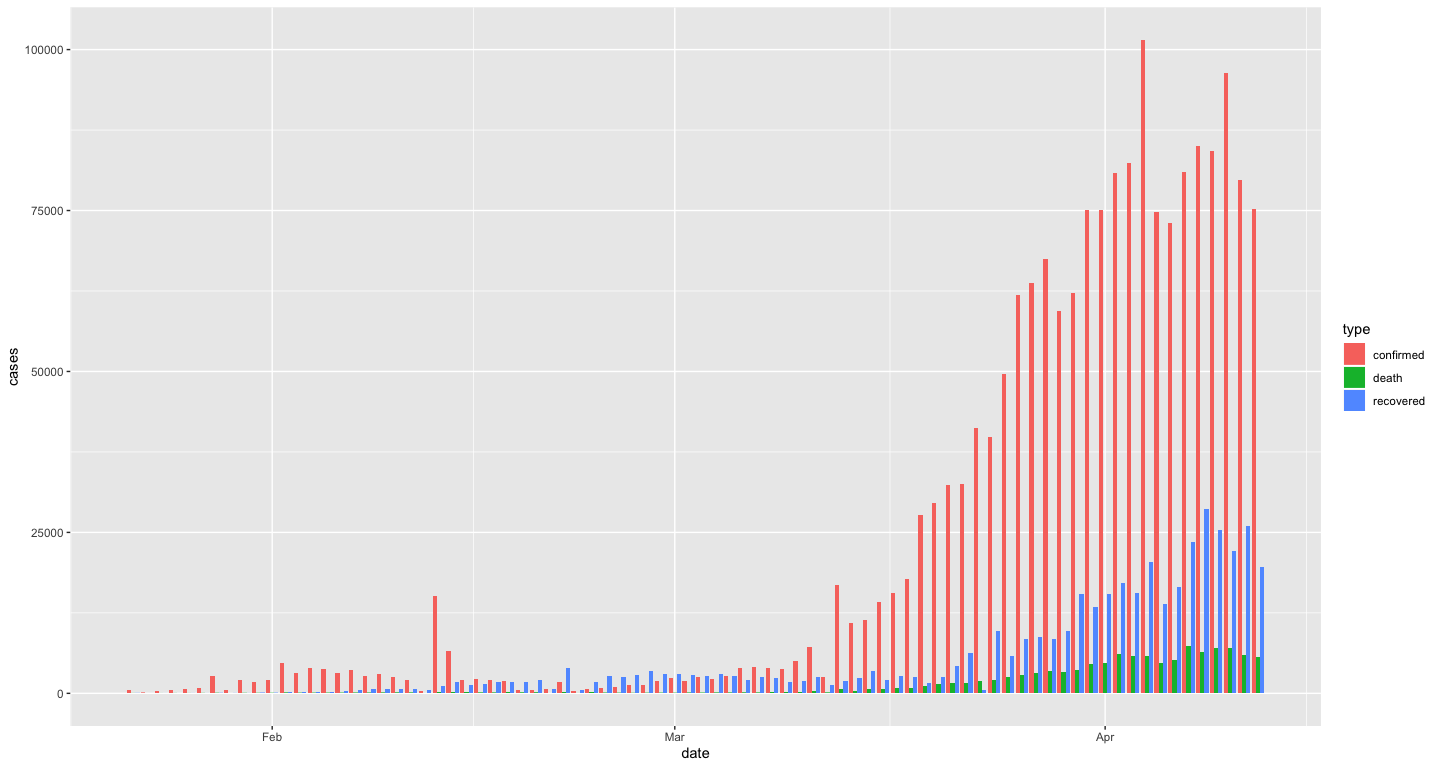 100000
75000
50000
25000
0
cases
Feb
Mar
Apr
date
type
confirmed
death
recovered